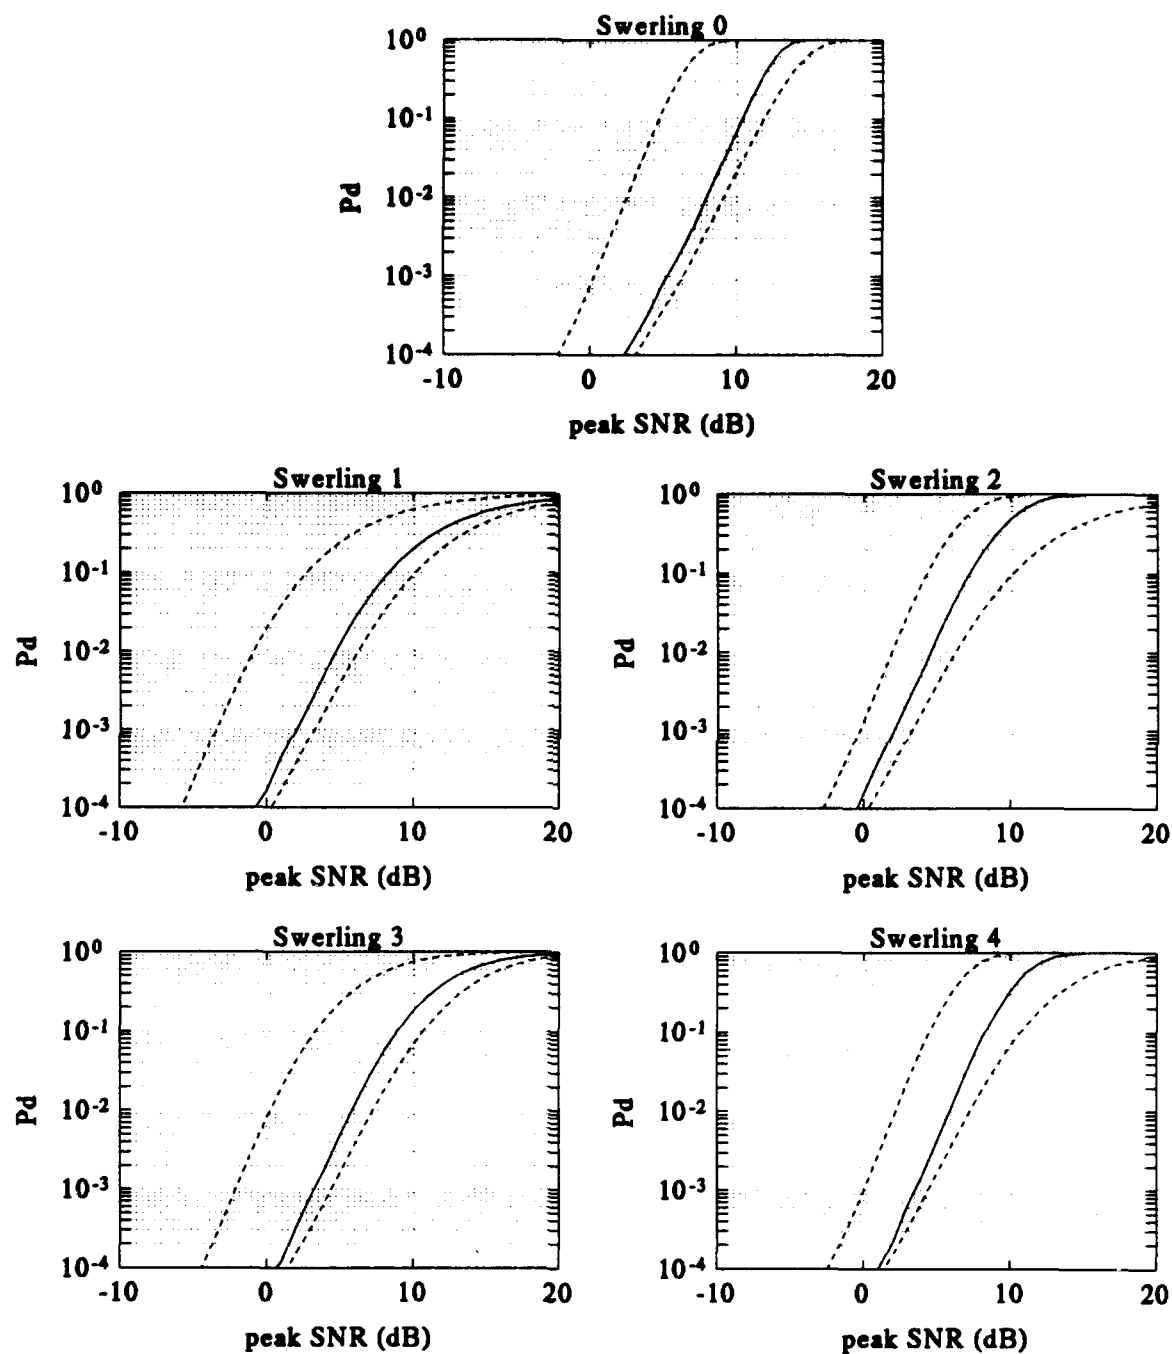 Swerling 0
10⁰
10⁻¹
10⁻²
10⁻³
10⁻⁴
Pd
-10 0 10 20
peak SNR (dB)
Swerling 1
10⁰
10⁻¹
10⁻²
10⁻³
10⁻⁴
Pd
-10 0 10 20
peak SNR (dB)
Swerling 2
10⁰
10⁻¹
10⁻²
10⁻³
10⁻⁴
Pd
-10 0 10 20
peak SNR (dB)
Swerling 3
10⁰
10⁻¹
10⁻²
10⁻³
10⁻⁴
Pd
-10 0 10 20
peak SNR (dB)
Swerling 4
10⁰
10⁻¹
10⁻²
10⁻³
10⁻⁴
Pd
-10 0 10 20
peak SNR (dB)